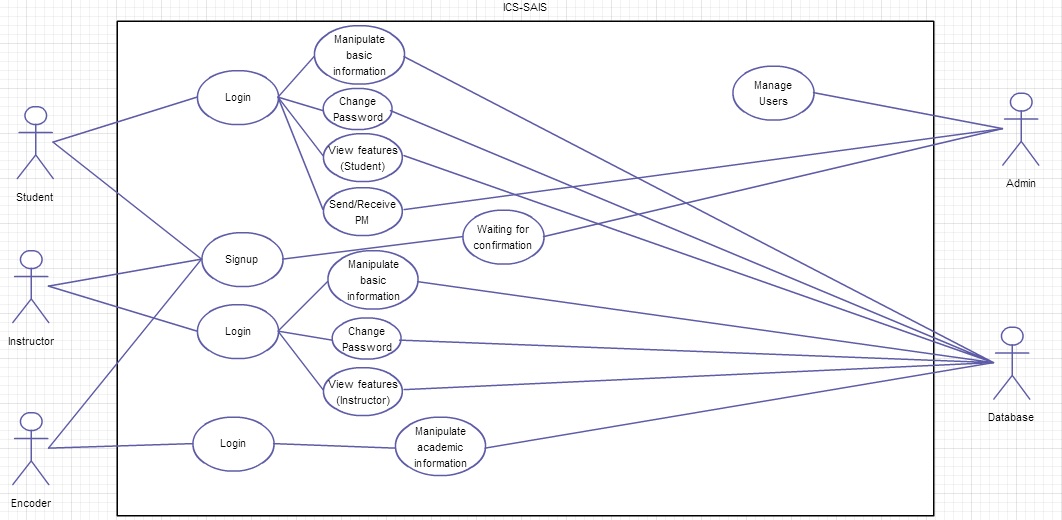 ICS-SAIS
Manipulate
basic
information
Login
Change
Password
View features
(Student)
Send/Receive
PM
Manage
Users
Student
Admin
Signup
Waiting for
confirmation
Manipulate
basic
information
Instructor
Login
Change
Password
View features
(Instructor)
Database
Login
Manipulate
academic
information
Encoder